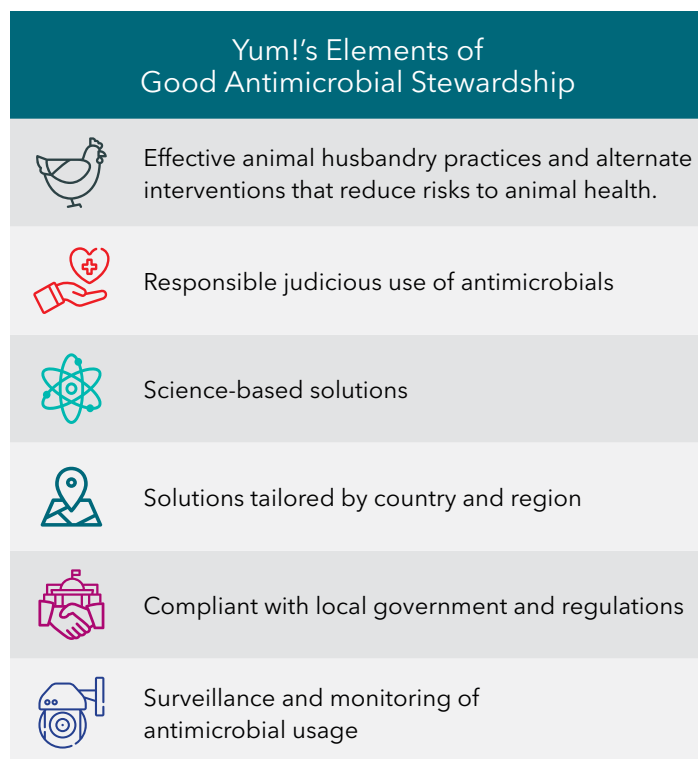 Yum!'s Elements of
Good Antimicrobial Stewardship
Effective animal husbandry practices and alternate
interventions that reduce risks to animal health.
Responsible judicious use of antimicrobials
Science-based solutions
Solutions tailored by country and region
Compliant with local government and regulations
Surveillance and monitoring of
antimicrobial usage